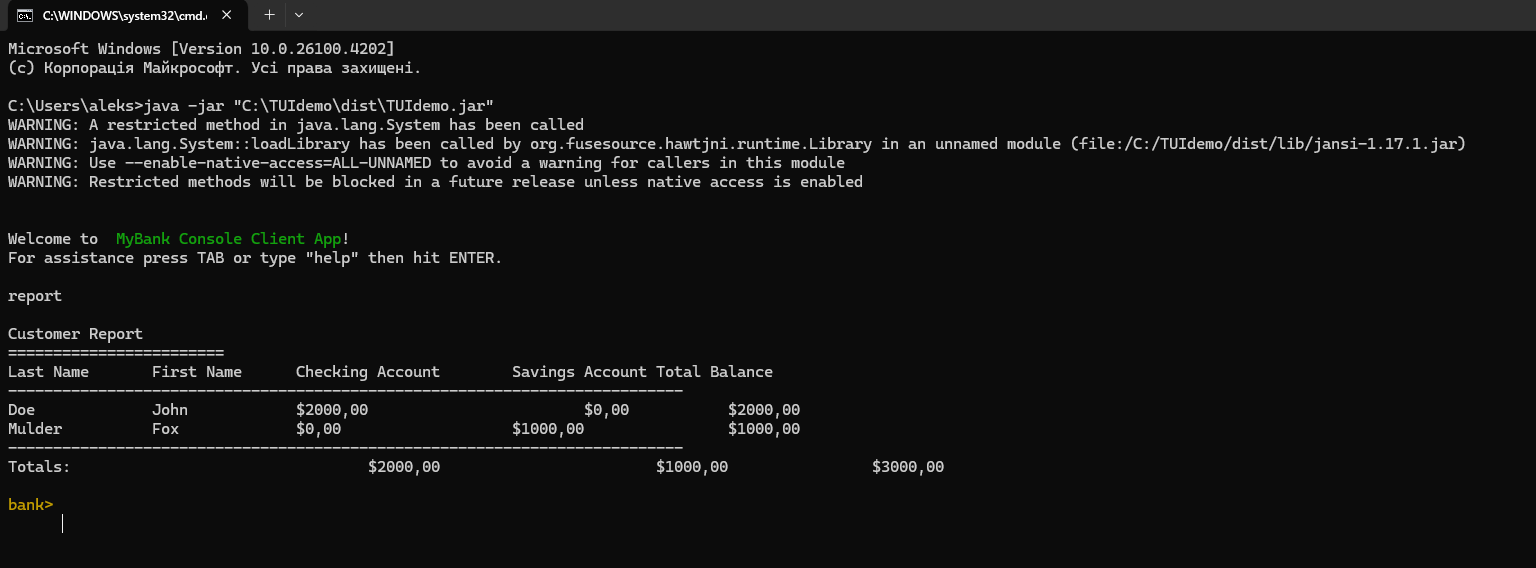 C:\WINDOWS\system32\cmd.
Microsoft Windows [Version 10.0.26100.4202]
(c) Корпорація Майкрософт. Усі права захищені.
C:\Users\aleks>java -jar "C:\TUIdemo\dist\TUIdemo.jar"
WARNING: A restricted method in java.lang.System has been called
WARNING: java.lang.System::loadLibrary has been called by org.fusesource.hawtjni.runtime.Library in an unnamed module (file:/C:/TUIdemo/dist/lib/jansi-1.17.1.jar)
WARNING: Use --enable-native-access=ALL-UNNAMED to avoid a warning for callers in this module
WARNING: Restricted methods will be blocked in a future release unless native access is enabled
Welcome to  MyBank Console Client App!
For assistance press TAB or type "help" then hit ENTER.
report
Customer Report
========================
Last Name       First Name      Checking Account        Savings Account Total Balance
---------------------------------------------------------------------------
Doe             John            $2000,00                        $0,00           $2000,00
Mulder          Fox             $0,00                   $1000,00                $1000,00
---------------------------------------------------------------------------
Totals:                                 $2000,00                        $1000,00                $3000,00
bank>